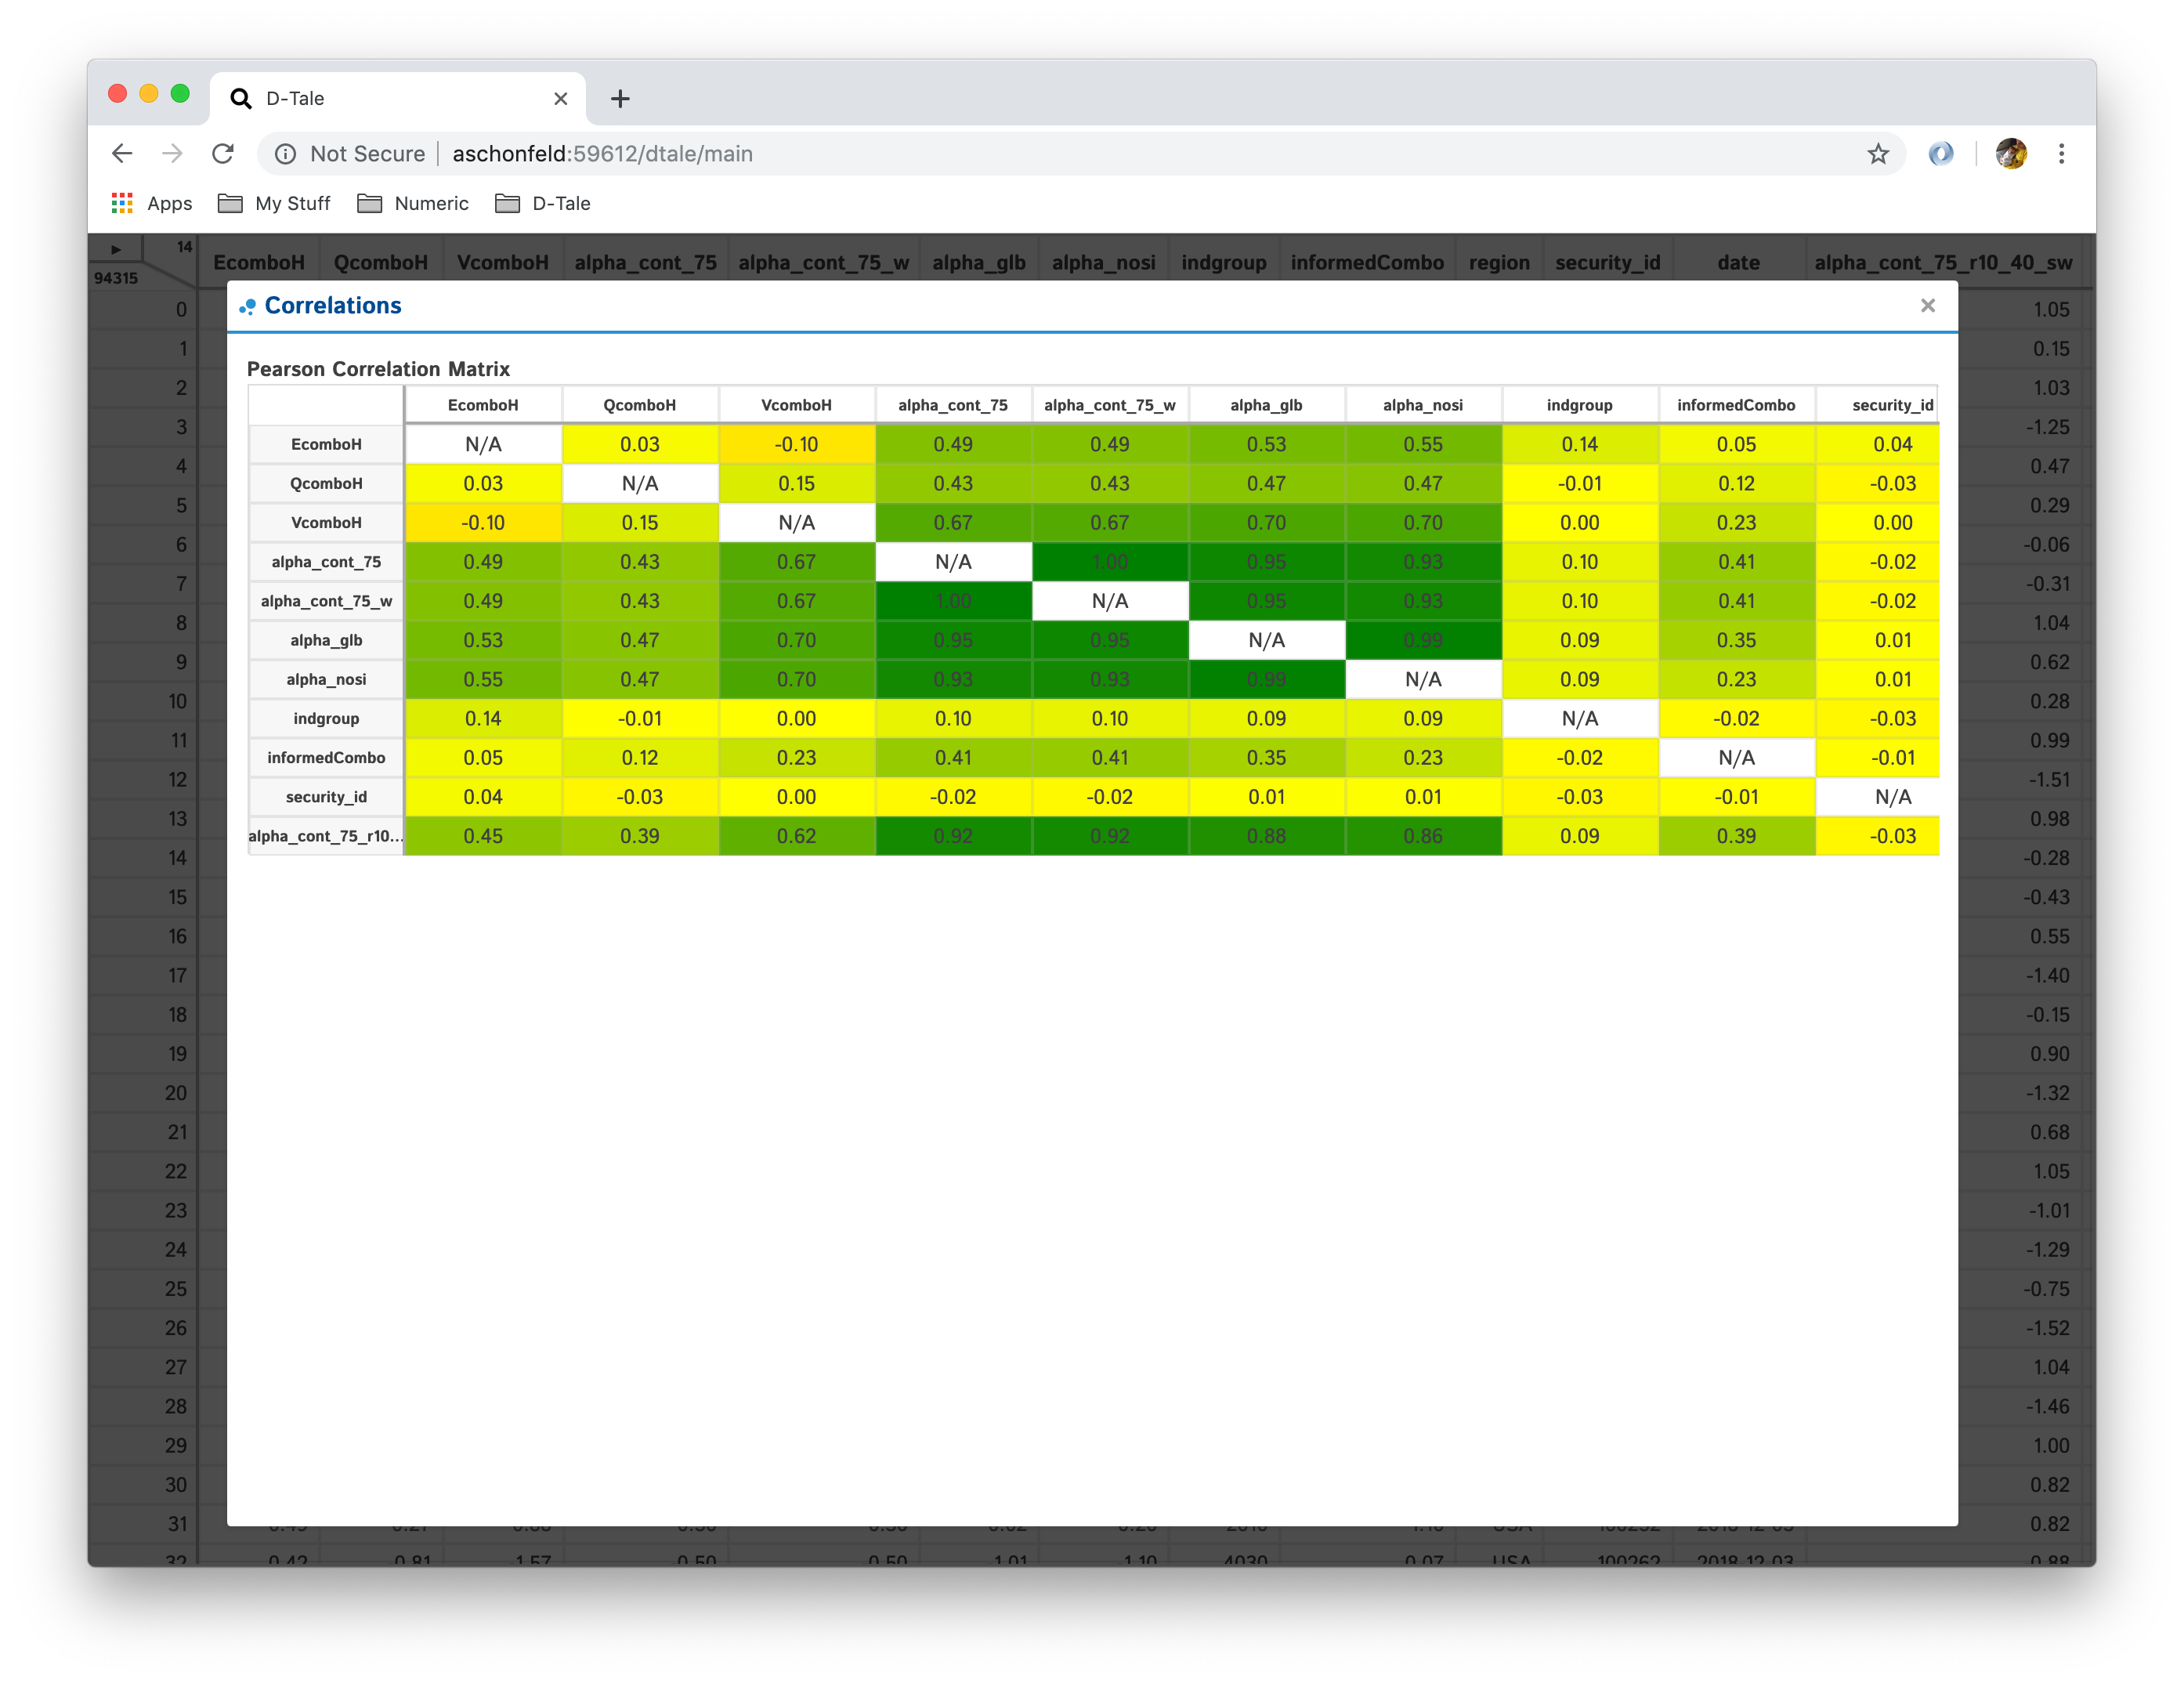 D-Tale
Not Secure aschonfeld:59612/dtale/main
Apps My Stuff Numeric D-Tale
14
94315
EcomboH QcomboH VcomboH alpha_cont_75 alpha_cont_75_w alpha_glb alpha_nosi indgroup informedCombo region security_id date alpha_cont_75_r10_40_sw
Correlations
Pearson Correlation Matrix
EcomboH QcomboH VcomboH alpha_cont_75 alpha_cont_75_w alpha_glb alpha_nosi indgroup informedCombo security_id
EcomboH N/A 0.03 -0.10 0.49 0.49 0.53 0.55 0.14 0.05 0.04
QcomboH 0.03 N/A 0.15 0.43 0.43 0.47 0.47 -0.01 0.12 -0.03
VcomboH -0.10 0.15 N/A 0.67 0.67 0.70 0.70 0.00 0.23 0.00
alpha_cont_75 0.49 0.43 0.67 N/A 1.00 0.95 0.93 0.10 0.41 -0.02
alpha_cont_75_w 0.49 0.43 0.67 1.00 N/A 0.95 0.93 0.10 0.41 -0.02
alpha_glb 0.53 0.47 0.70 0.95 0.95 N/A 0.99 0.09 0.35 0.01
alpha_nosi 0.55 0.47 0.70 0.93 0.93 0.99 N/A 0.09 0.23 0.01
indgroup 0.14 -0.01 0.00 0.10 0.10 0.09 0.09 N/A -0.02 -0.03
informedCombo 0.05 0.12 0.23 0.41 0.41 0.35 0.23 -0.02 N/A -0.01
security_id 0.04 -0.03 0.00 -0.02 -0.02 0.01 0.01 -0.03 -0.01 N/A
alpha_cont_75_r10... 0.45 0.39 0.62 0.92 0.92 0.88 0.86 0.09 0.39 -0.03
0 1.05
1 0.15
2 1.03
3 -1.25
4 0.47
5 0.29
6 -0.06
7 -0.31
8 1.04
9 0.62
10 0.28
11 0.99
12 -1.51
13 0.98
14 -0.28
15 -0.43
16 0.55
17 -1.40
18 -0.15
19 0.90
20 -1.32
21 0.68
22 1.05
23 -1.01
24 -1.29
25 -0.75
26 -1.52
27 1.04
28 -1.46
29 1.00
30 0.82
31 0.82
32 0.42 0.50 0.50 4030 0.07 USA 100262 2018-12-03 0.88